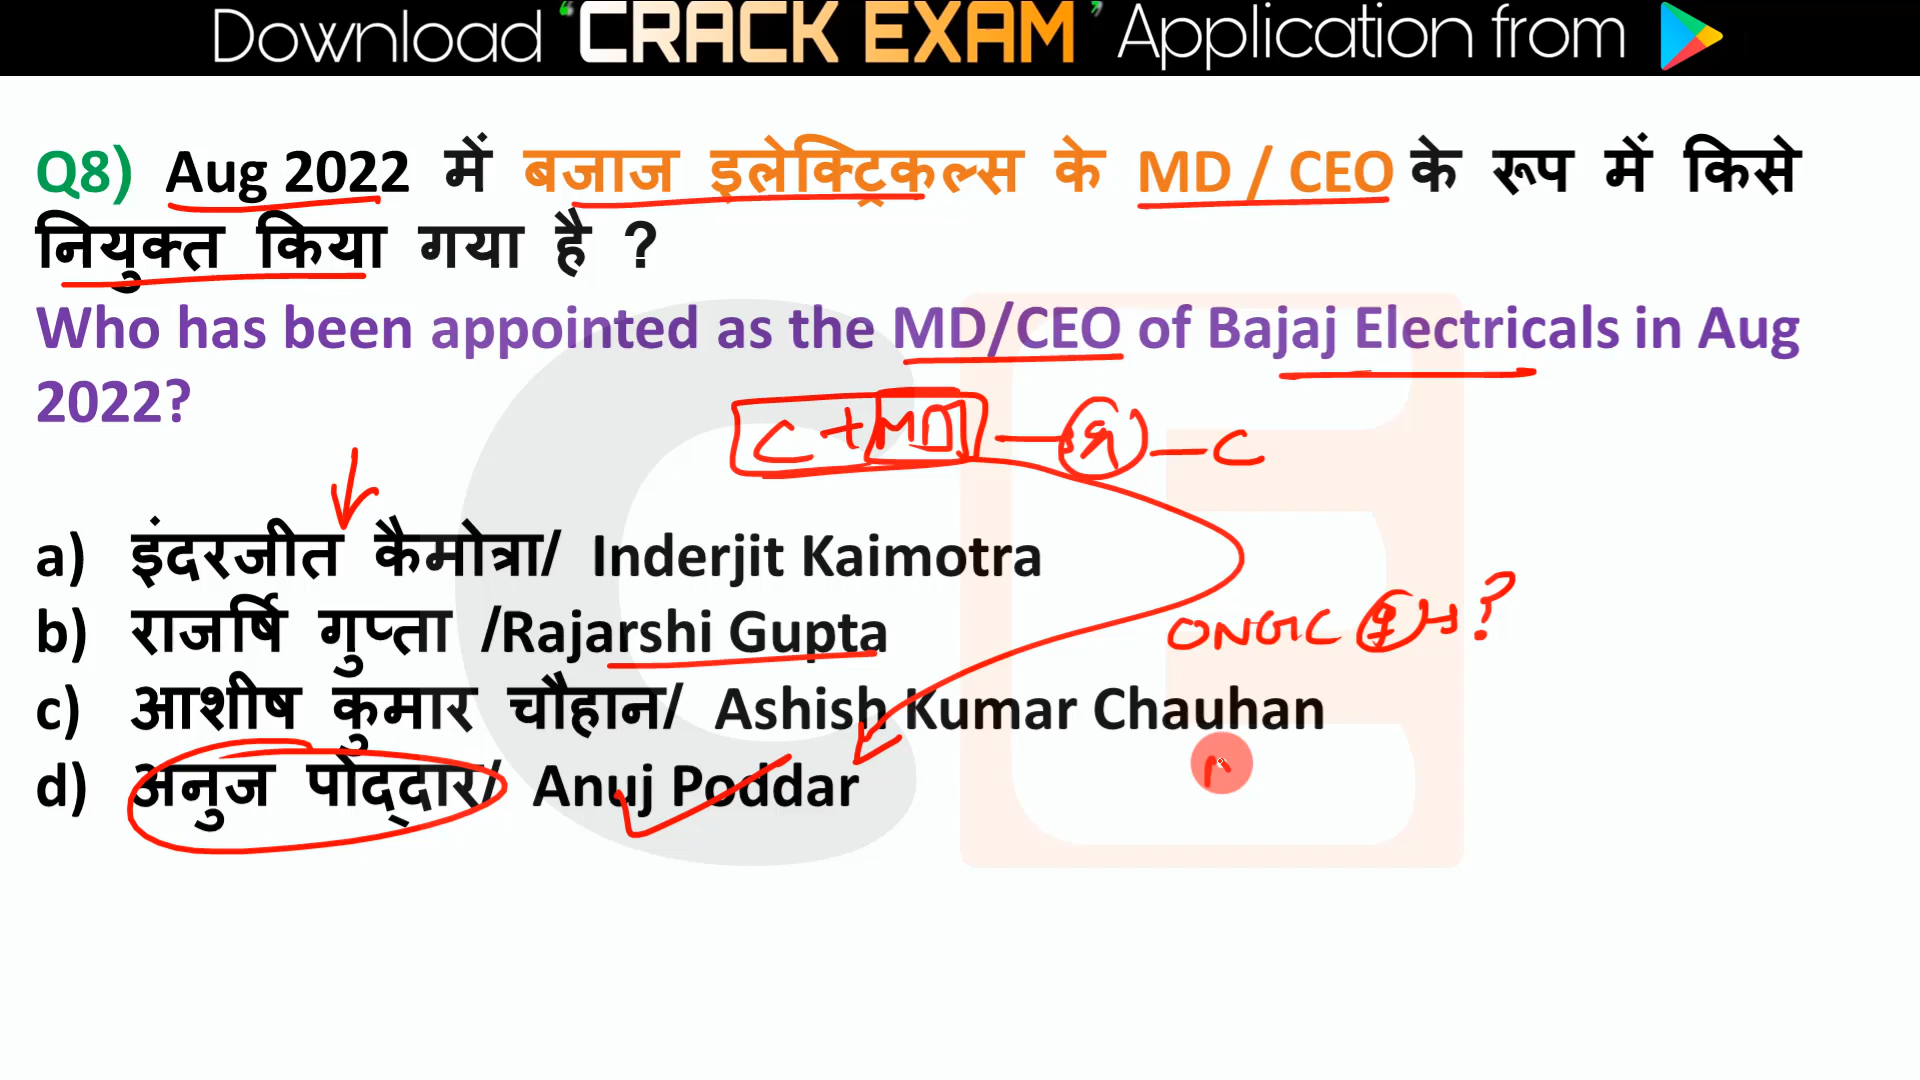 Download ‘CRACK EXAM’ Application from
Q8) Aug 2022 में बजाज इलेक्ट्रिकल्स के MD / CEO के रूप में किसे
नियुक्त किया गया है ?
Who has been appointed as the MD/CEO of Bajaj Electricals in Aug
2022?
C + MD — — C
a) इंदरजीत कैमोत्रा/ Inderjit Kaimotra
ONGC ?
b) राजर्षि गुप्ता /Rajarshi Gupta
c) आशीष कुमार चौहान/ Ashish Kumar Chauhan
d) अनुज पोद्दार/ Anuj Poddar